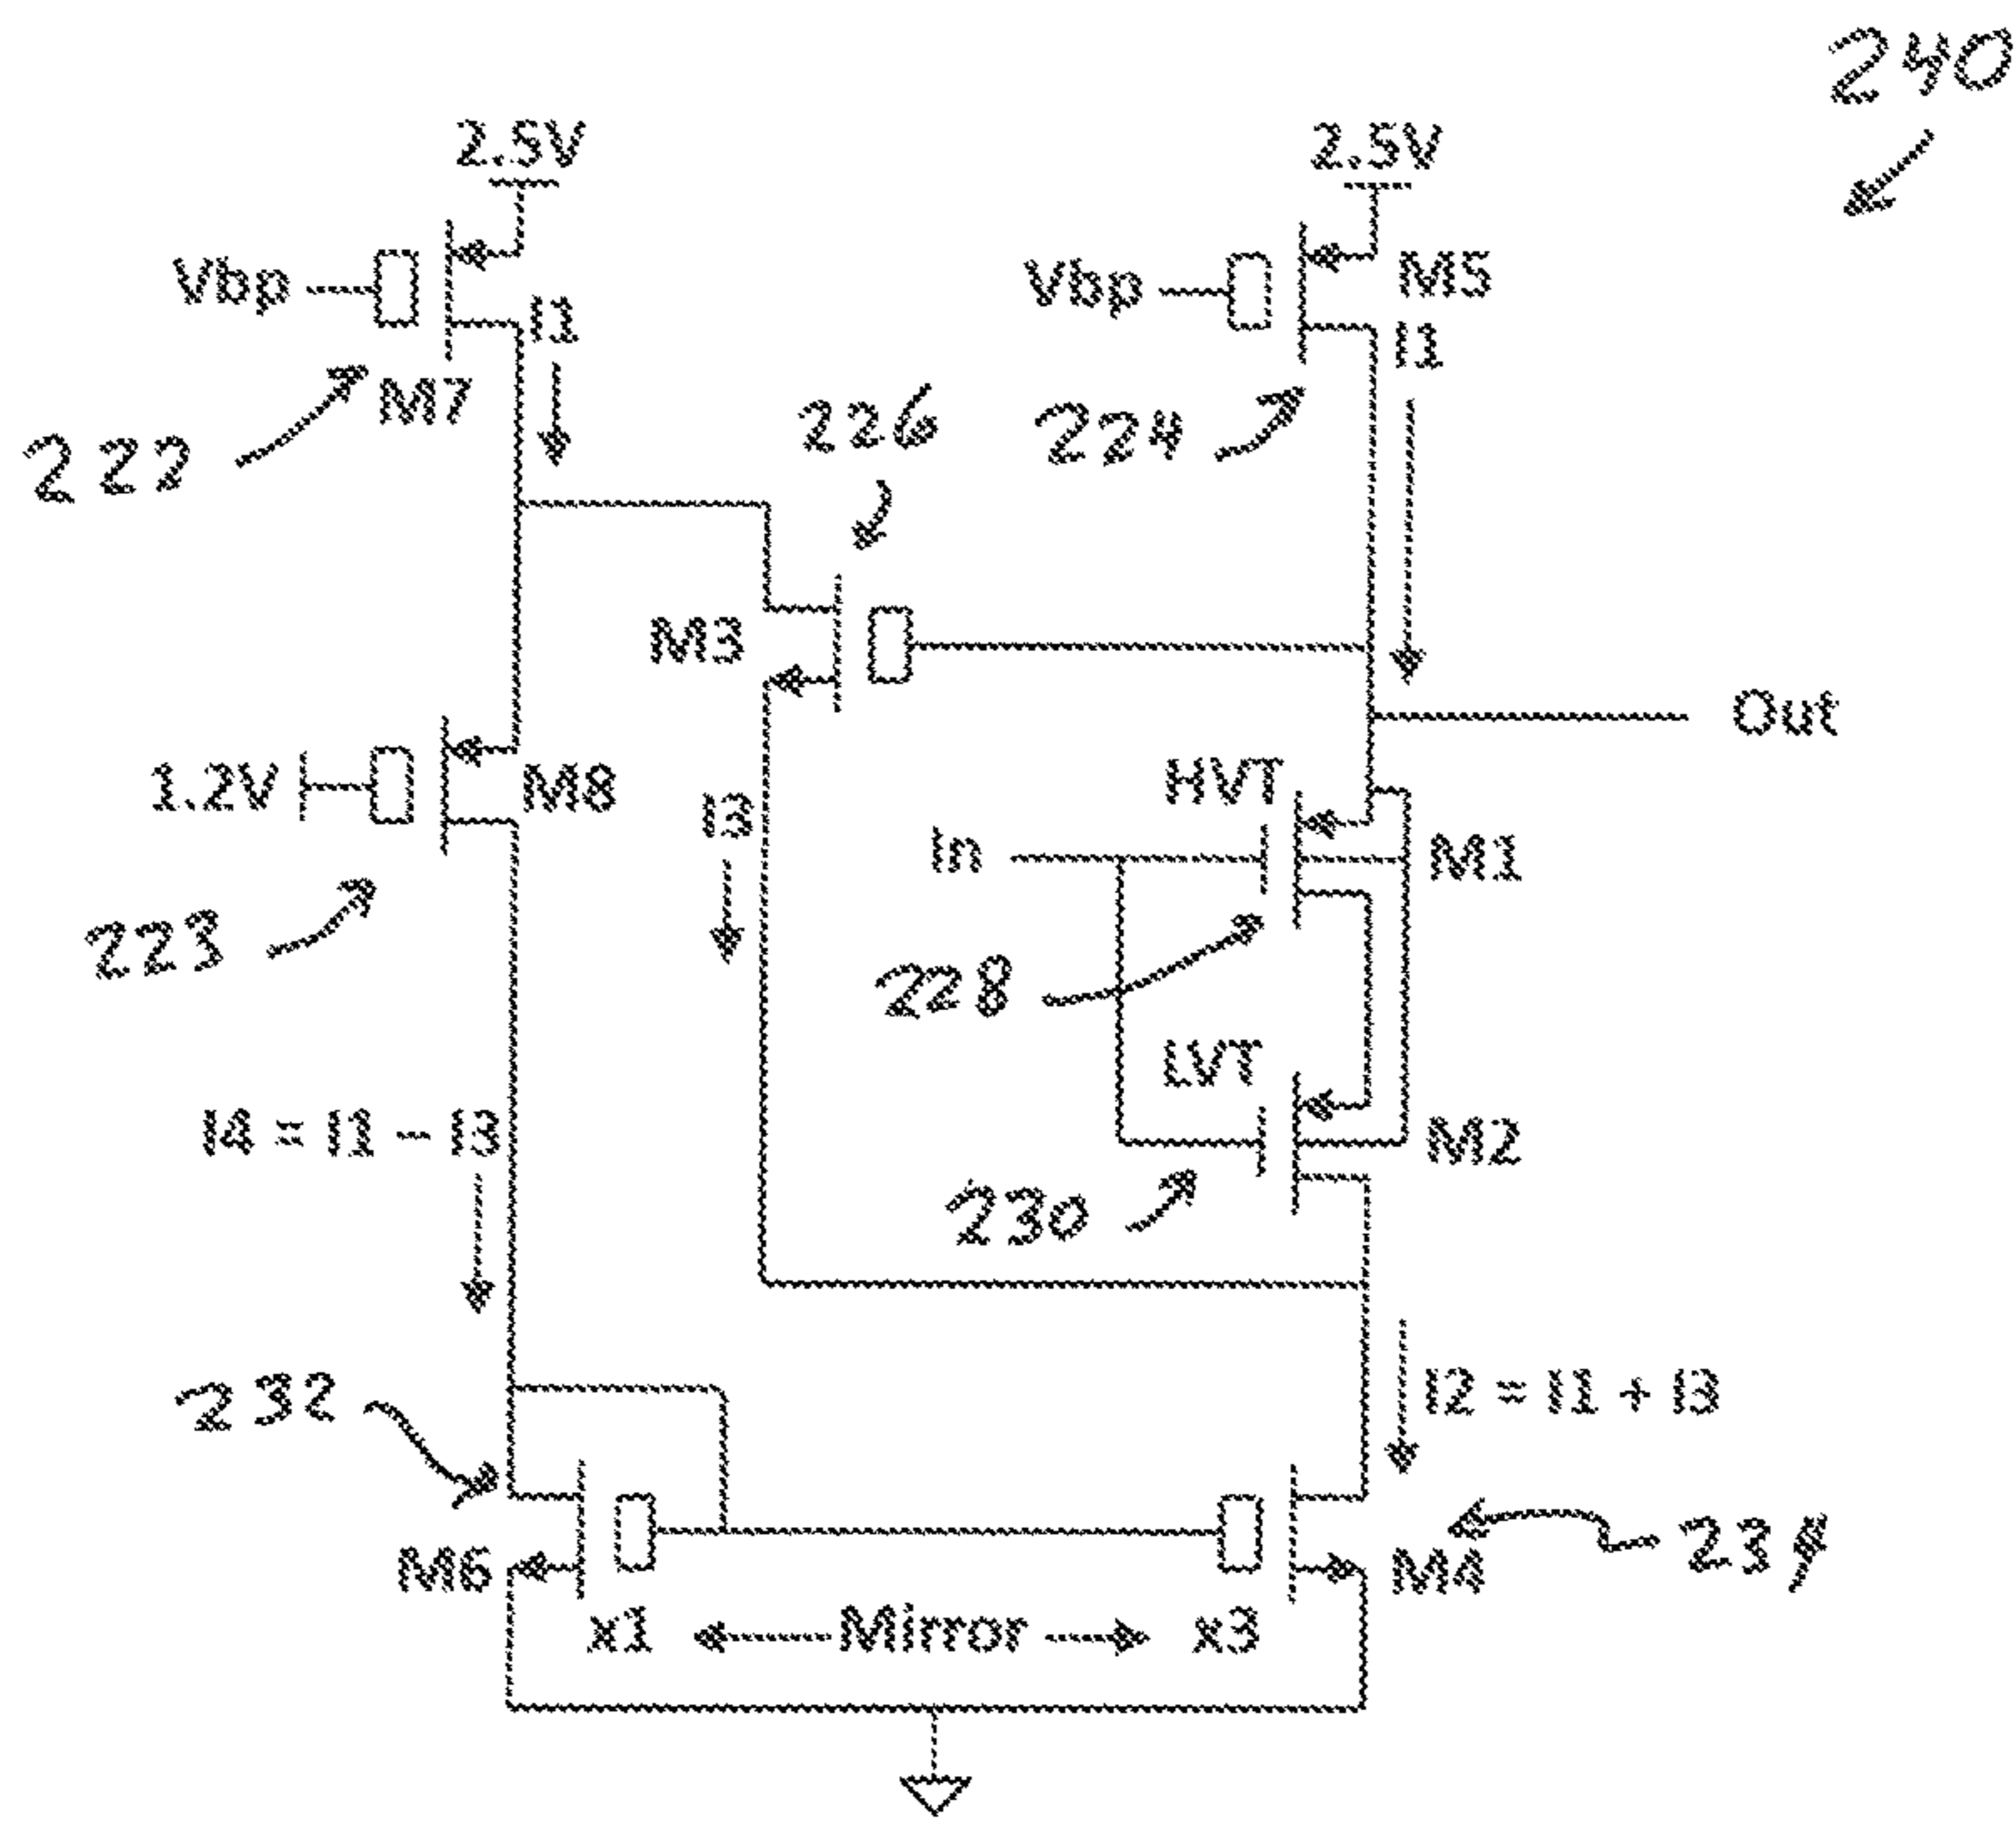 240
2.5V 2.5V
Vbp Vbp M5
I1 I1
M7
222 226 224
M3
Out
1.2V M8 I3 HVT
In M1
223 228
LVT
I4 = I1 – I3 M2
230
232 I2 = I1 + I3
M6 M4 234
x1 Mirror x3